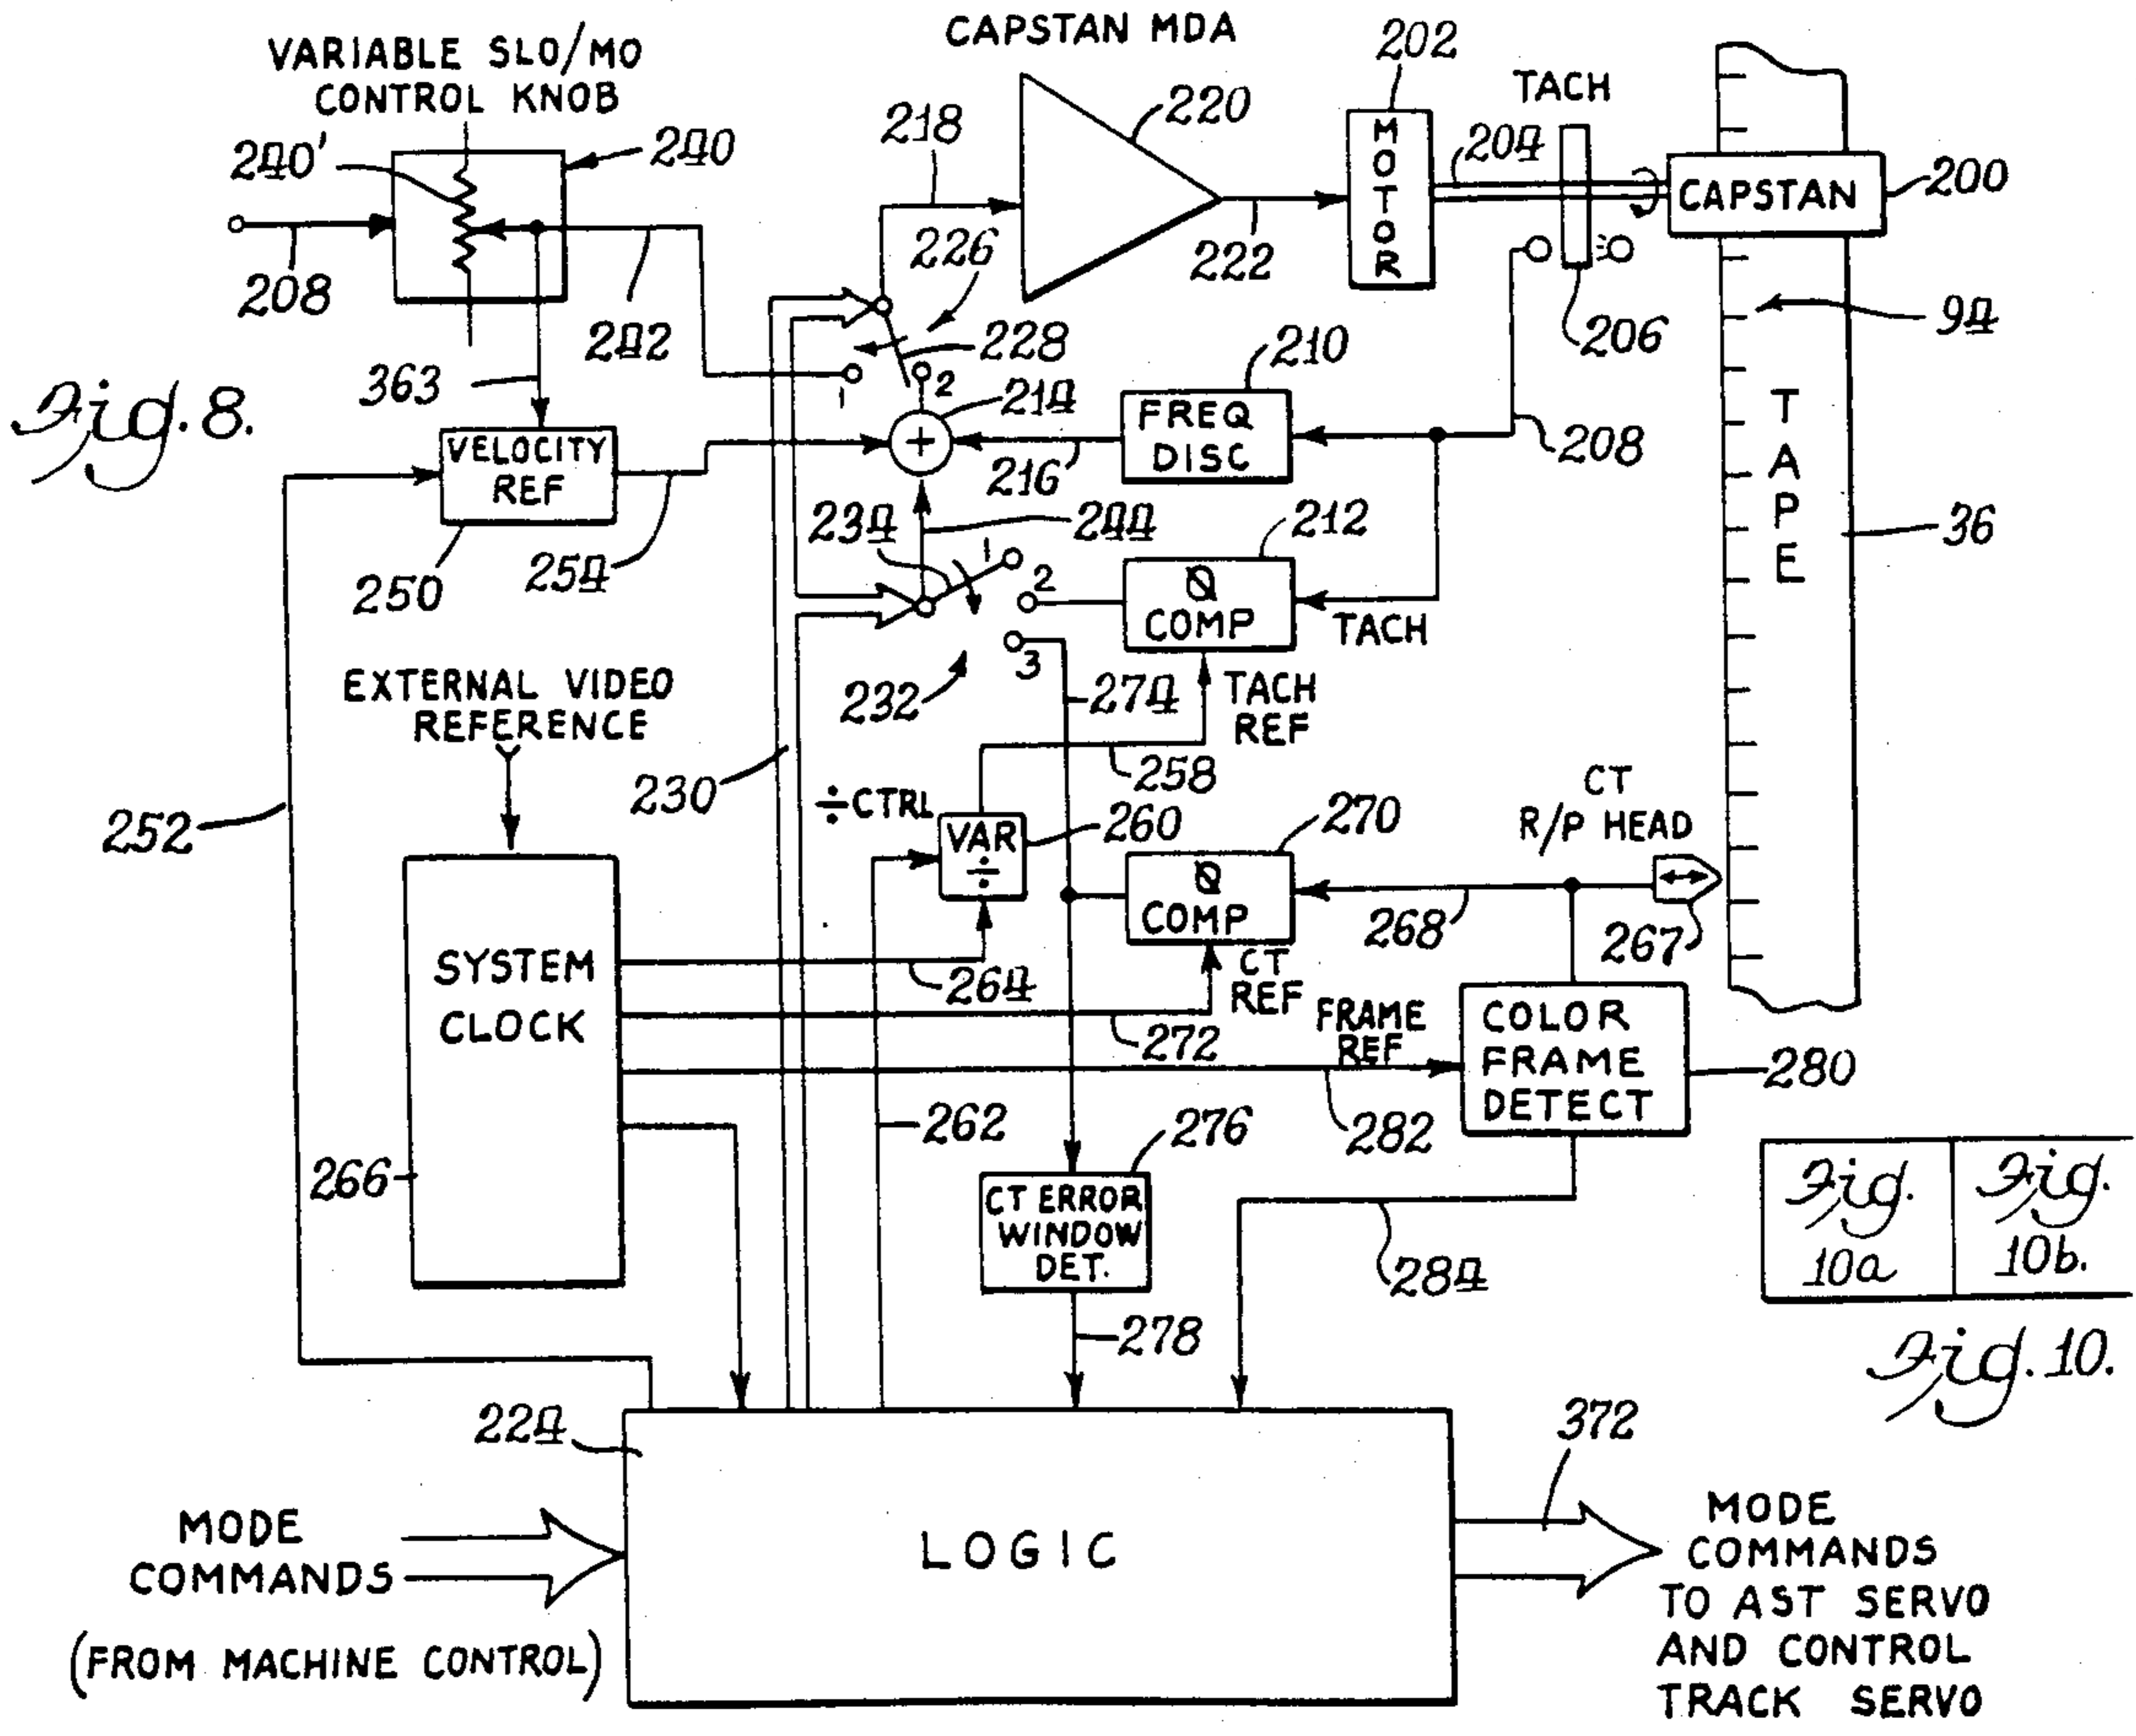 CAPSTAN MDA
VARIABLE SLO/MO
CONTROL KNOB
202
TACH
218
220
MOTOR
204
240'
240
CAPSTAN
200
208
226
222
242
228
206
94
210
363
1
2
214
FREQ
DISC
Fig. 8.
VELOCITY
REF
216
208
TAPE
234
244
212
36
250
254
1
2
3
Ø
COMP
TACH
EXTERNAL VIDEO
REFERENCE
232
274
TACH
REF
230
258
CT
R/P HEAD
252
÷CTRL
VAR
÷
260
270
Ø
COMP
268
267
SYSTEM
CLOCK
264
CT
REF
272
FRAME
REF
COLOR
FRAME
DETECT
280
262
276
282
266
CT ERROR
WINDOW
DET.
284
Fig.
10a
Fig.
10b.
278
Fig. 10.
224
372
MODE
COMMANDS
(FROM MACHINE CONTROL)
LOGIC
MODE
COMMANDS
TO AST SERVO
AND CONTROL
TRACK SERVO